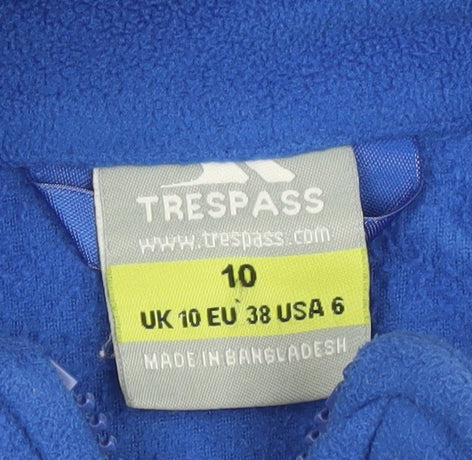 TRESPASS
www.trespass.com
10
UK 10 EU 38 USA 6
MADE IN BANGLADESH